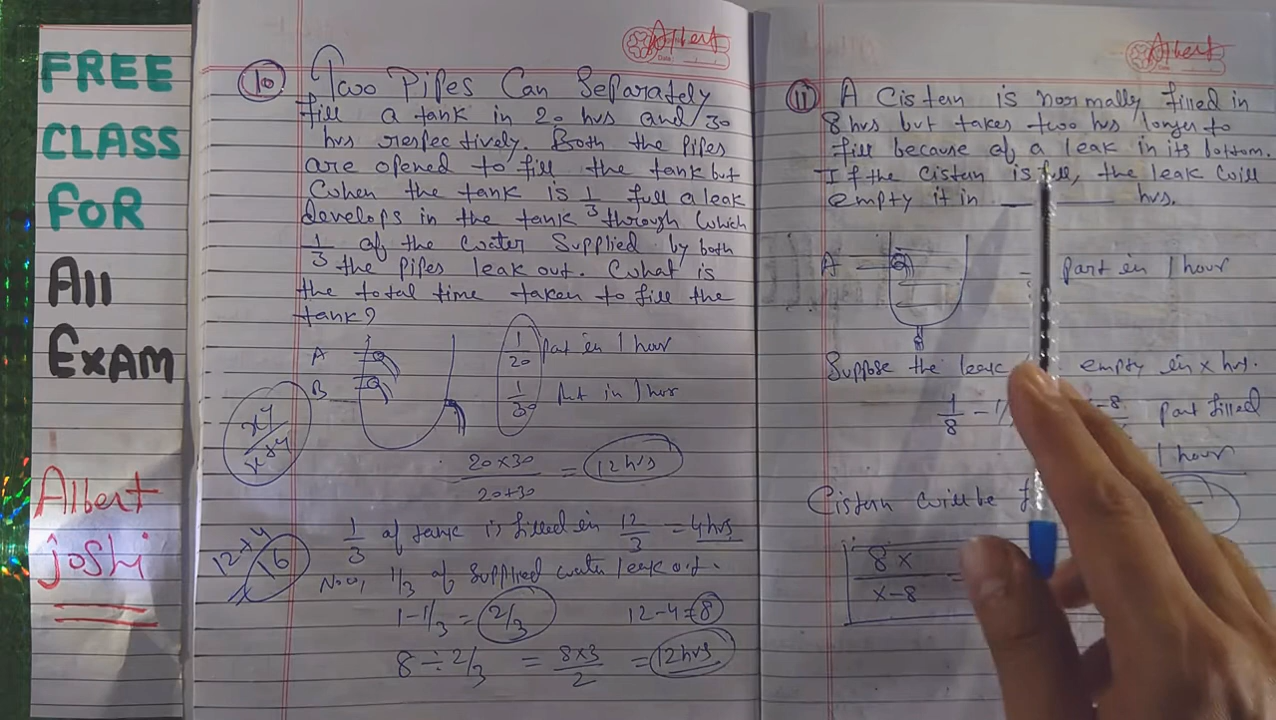 FREE
CLASS
FoR
All
ExAM
Albert
joshi
Albert
10 Two Pipes Can Separately
fill a tank in 20 hrs and 30
hrs respectively. Both the Pipes
are opened to fill the tank but
when the tank is 1/3 full a leak
develops in the tank through which
1/3 of the water Supplied by both
the Pipes leak out. What is
the total time taken to fill the
tank?
A
B
1/20 part in 1 hour
1/30 part in 1 hour
xy/x+y
20×30/20+30 = 12 hrs
1/3 of tank is filled in 12/3 = 4 hrs
12+4
16
Now, 1/3 of Supplied water leak out.
1-1/3 = 2/3 12-4=8
8÷2/3 = 8×3/2 = 12 hrs
Albert
11 A Cistern is normally filled in
8 hrs but takes two hrs longer to
fill because of a leak in its bottom.
If the cistern is full, the leak will
empty it in ______ hrs.
A
part in 1 hour
Suppose the leak empty in x hrs.
1/8 - 1/ -8 part filled
1 hour
Cistern will be
8x/x-8 =